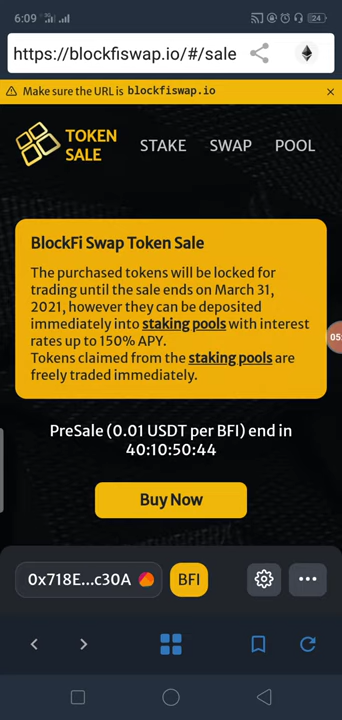 6:09 3G 24
https://blockfiswap.io/#/sale
Make sure the URL is blockfiswap.io ×
TOKEN
SALE
STAKE SWAP POOL
BlockFi Swap Token Sale
The purchased tokens will be locked for
trading until the sale ends on March 31,
2021, however they can be deposited
immediately into staking pools with interest
rates up to 150% APY.
Tokens claimed from the staking pools are
freely traded immediately.
05
PreSale (0.01 USDT per BFI) end in
40:10:50:44
Buy Now
0x718E...c30A BFI